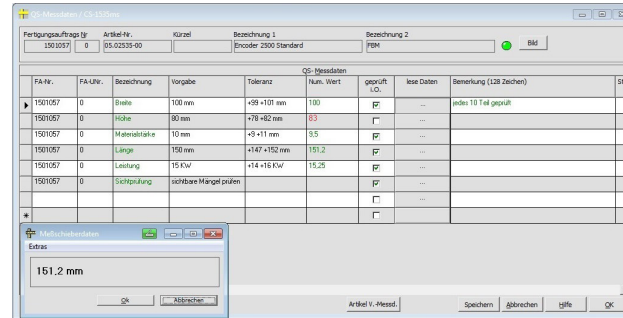 QS-Messdaten / CS-1535
Fertigungsauftrags Nr Artikel-Nr. Kürzel Bezeichnung 1 Bezeichnung 2
1501057 0 05.02535-00 Encoder 2500 Standard FBM Bild
QS- Messdaten
FA-Nr. FA-UNr. Bezeichnung Vorgabe Toleranz Num. Wert geprüft i.O. lese Daten Bemerkung (128 Zeichen) St
1501057 0 Breite 100 mm +99 +101 mm 100 ... jedes 10 Teil geprüft
1501057 0 Höhe 80 mm +78 +82 mm 83 ...
1501057 0 Materialstärke 10 mm +9 +11 mm 9,5 ...
1501057 0 Länge 150 mm +147 +152 mm 151,2 ...
1501057 0 Leistung 15 KW +14 +16 KW 15,25 ...
1501057 0 Sichtprüfung sichtbare Mängel prüfen ...
...
Meßschieberdaten
Extras
151,2 mm
Ok Abbrechen
Artikel V.-Messd. Speichern Abbrechen Hilfe OK